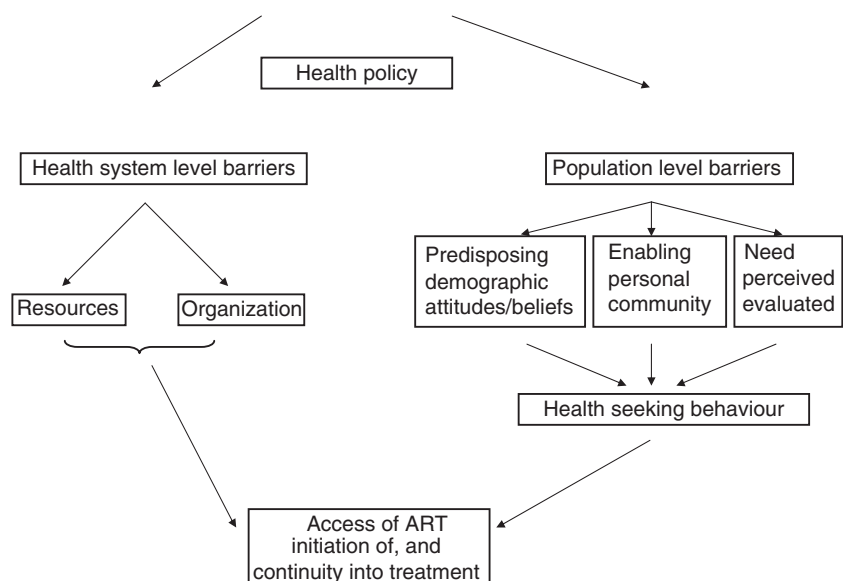 Health policy
Health system level barriers
Population level barriers
Predisposing
demographic
attitudes/beliefs
Enabling
personal
community
Need
perceived
evaluated
Resources
Organization
Health seeking behaviour
Access of ART
initiation of, and
continuity into treatment